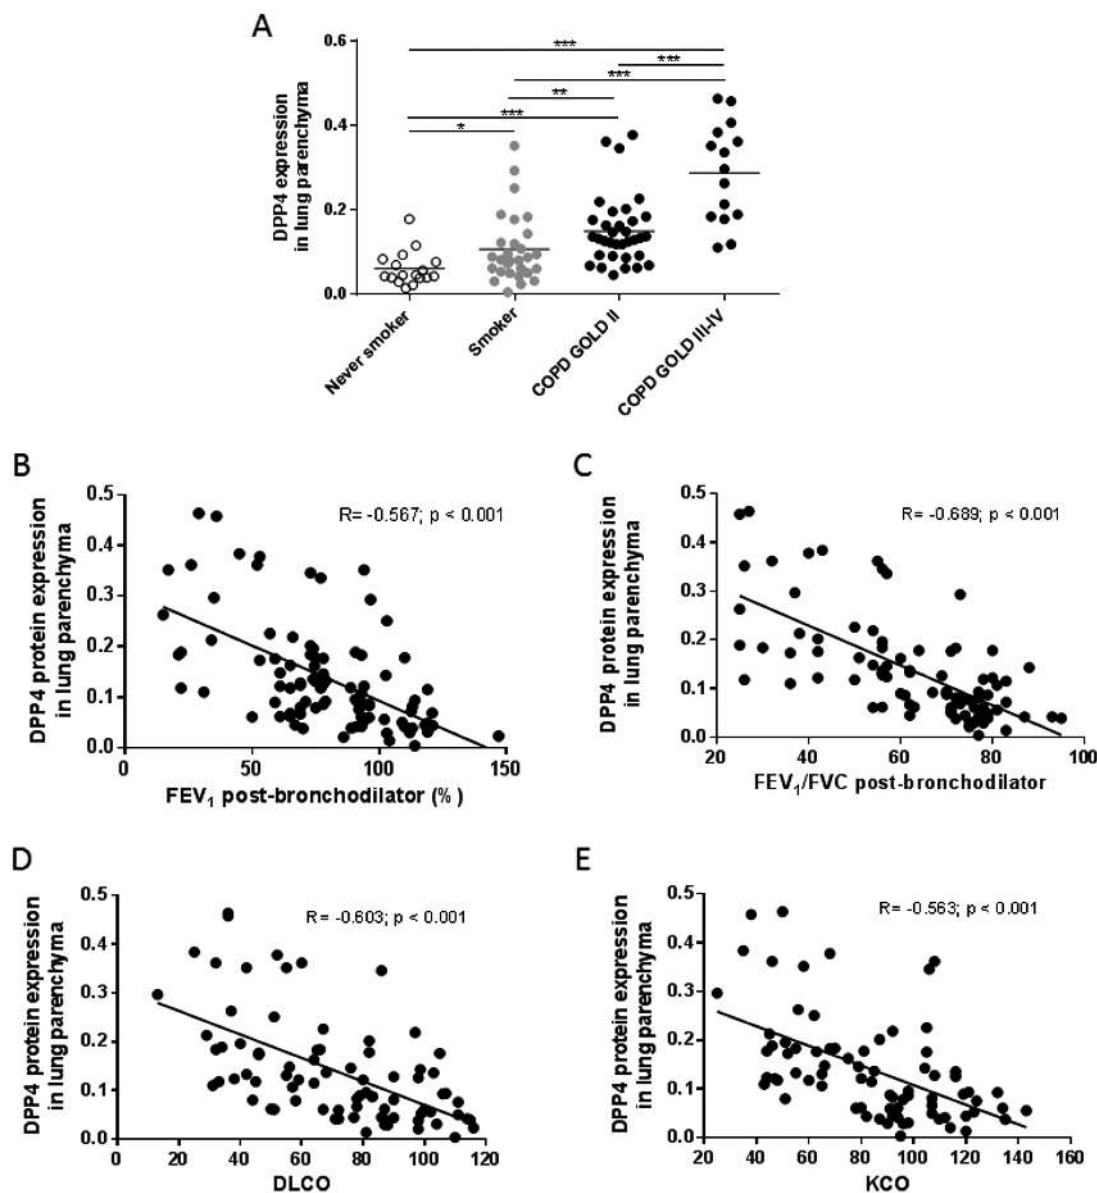 A
DPP4 expression
in lung parenchyma
0.6
0.4
0.2
0.0
***
***
***
**
***
*
Never smoker
Smoker
COPD GOLD II
COPD GOLD III-IV
B
DPP4 protein expression
in lung parenchyma
0.5
0.4
0.3
0.2
0.1
0.0
R= -0.567; p < 0.001
0
50
100
150
FEV1 post-bronchodilator (%)
C
DPP4 protein expression
in lung parenchyma
0.5
0.4
0.3
0.2
0.1
0.0
R= -0.689; p < 0.001
20
40
60
80
100
FEV1/FVC post-bronchodilator
D
DPP4 protein expression
in lung parenchyma
0.5
0.4
0.3
0.2
0.1
0.0
R= -0.603; p < 0.001
0
20
40
60
80
100
120
DLCO
E
DPP4 protein expression
in lung parenchyma
0.5
0.4
0.3
0.2
0.1
0.0
R= -0.563; p < 0.001
20
40
60
80
100
120
140
160
KCO